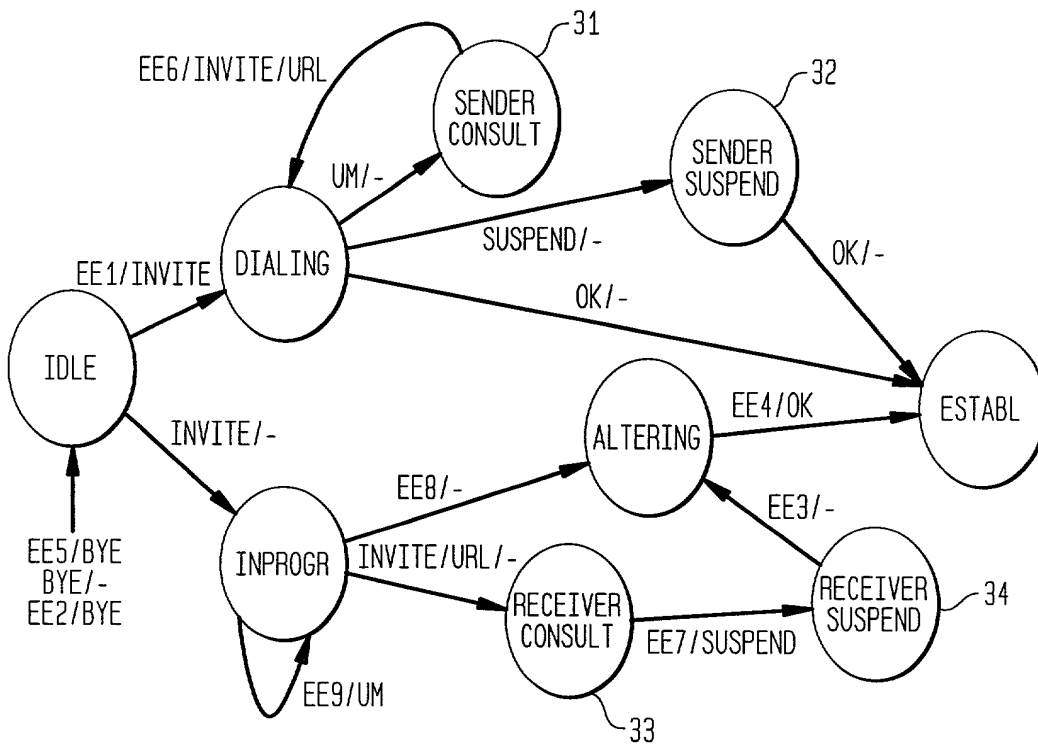 31
EE6/INVITE/URL
SENDER
CONSULT
32
SENDER
SUSPEND
UM/-
SUSPEND/-
DIALING
EE1/INVITE
OK/-
OK/-
IDLE
ESTABL
EE4/OK
ALTERING
INVITE/-
EE8/-
EE3/-
INPROGR
INVITE/URL/-
EE5/BYE
BYE/-
EE2/BYE
RECEIVER
CONSULT
RECEIVER
SUSPEND
34
EE7/SUSPEND
EE9/UM
33